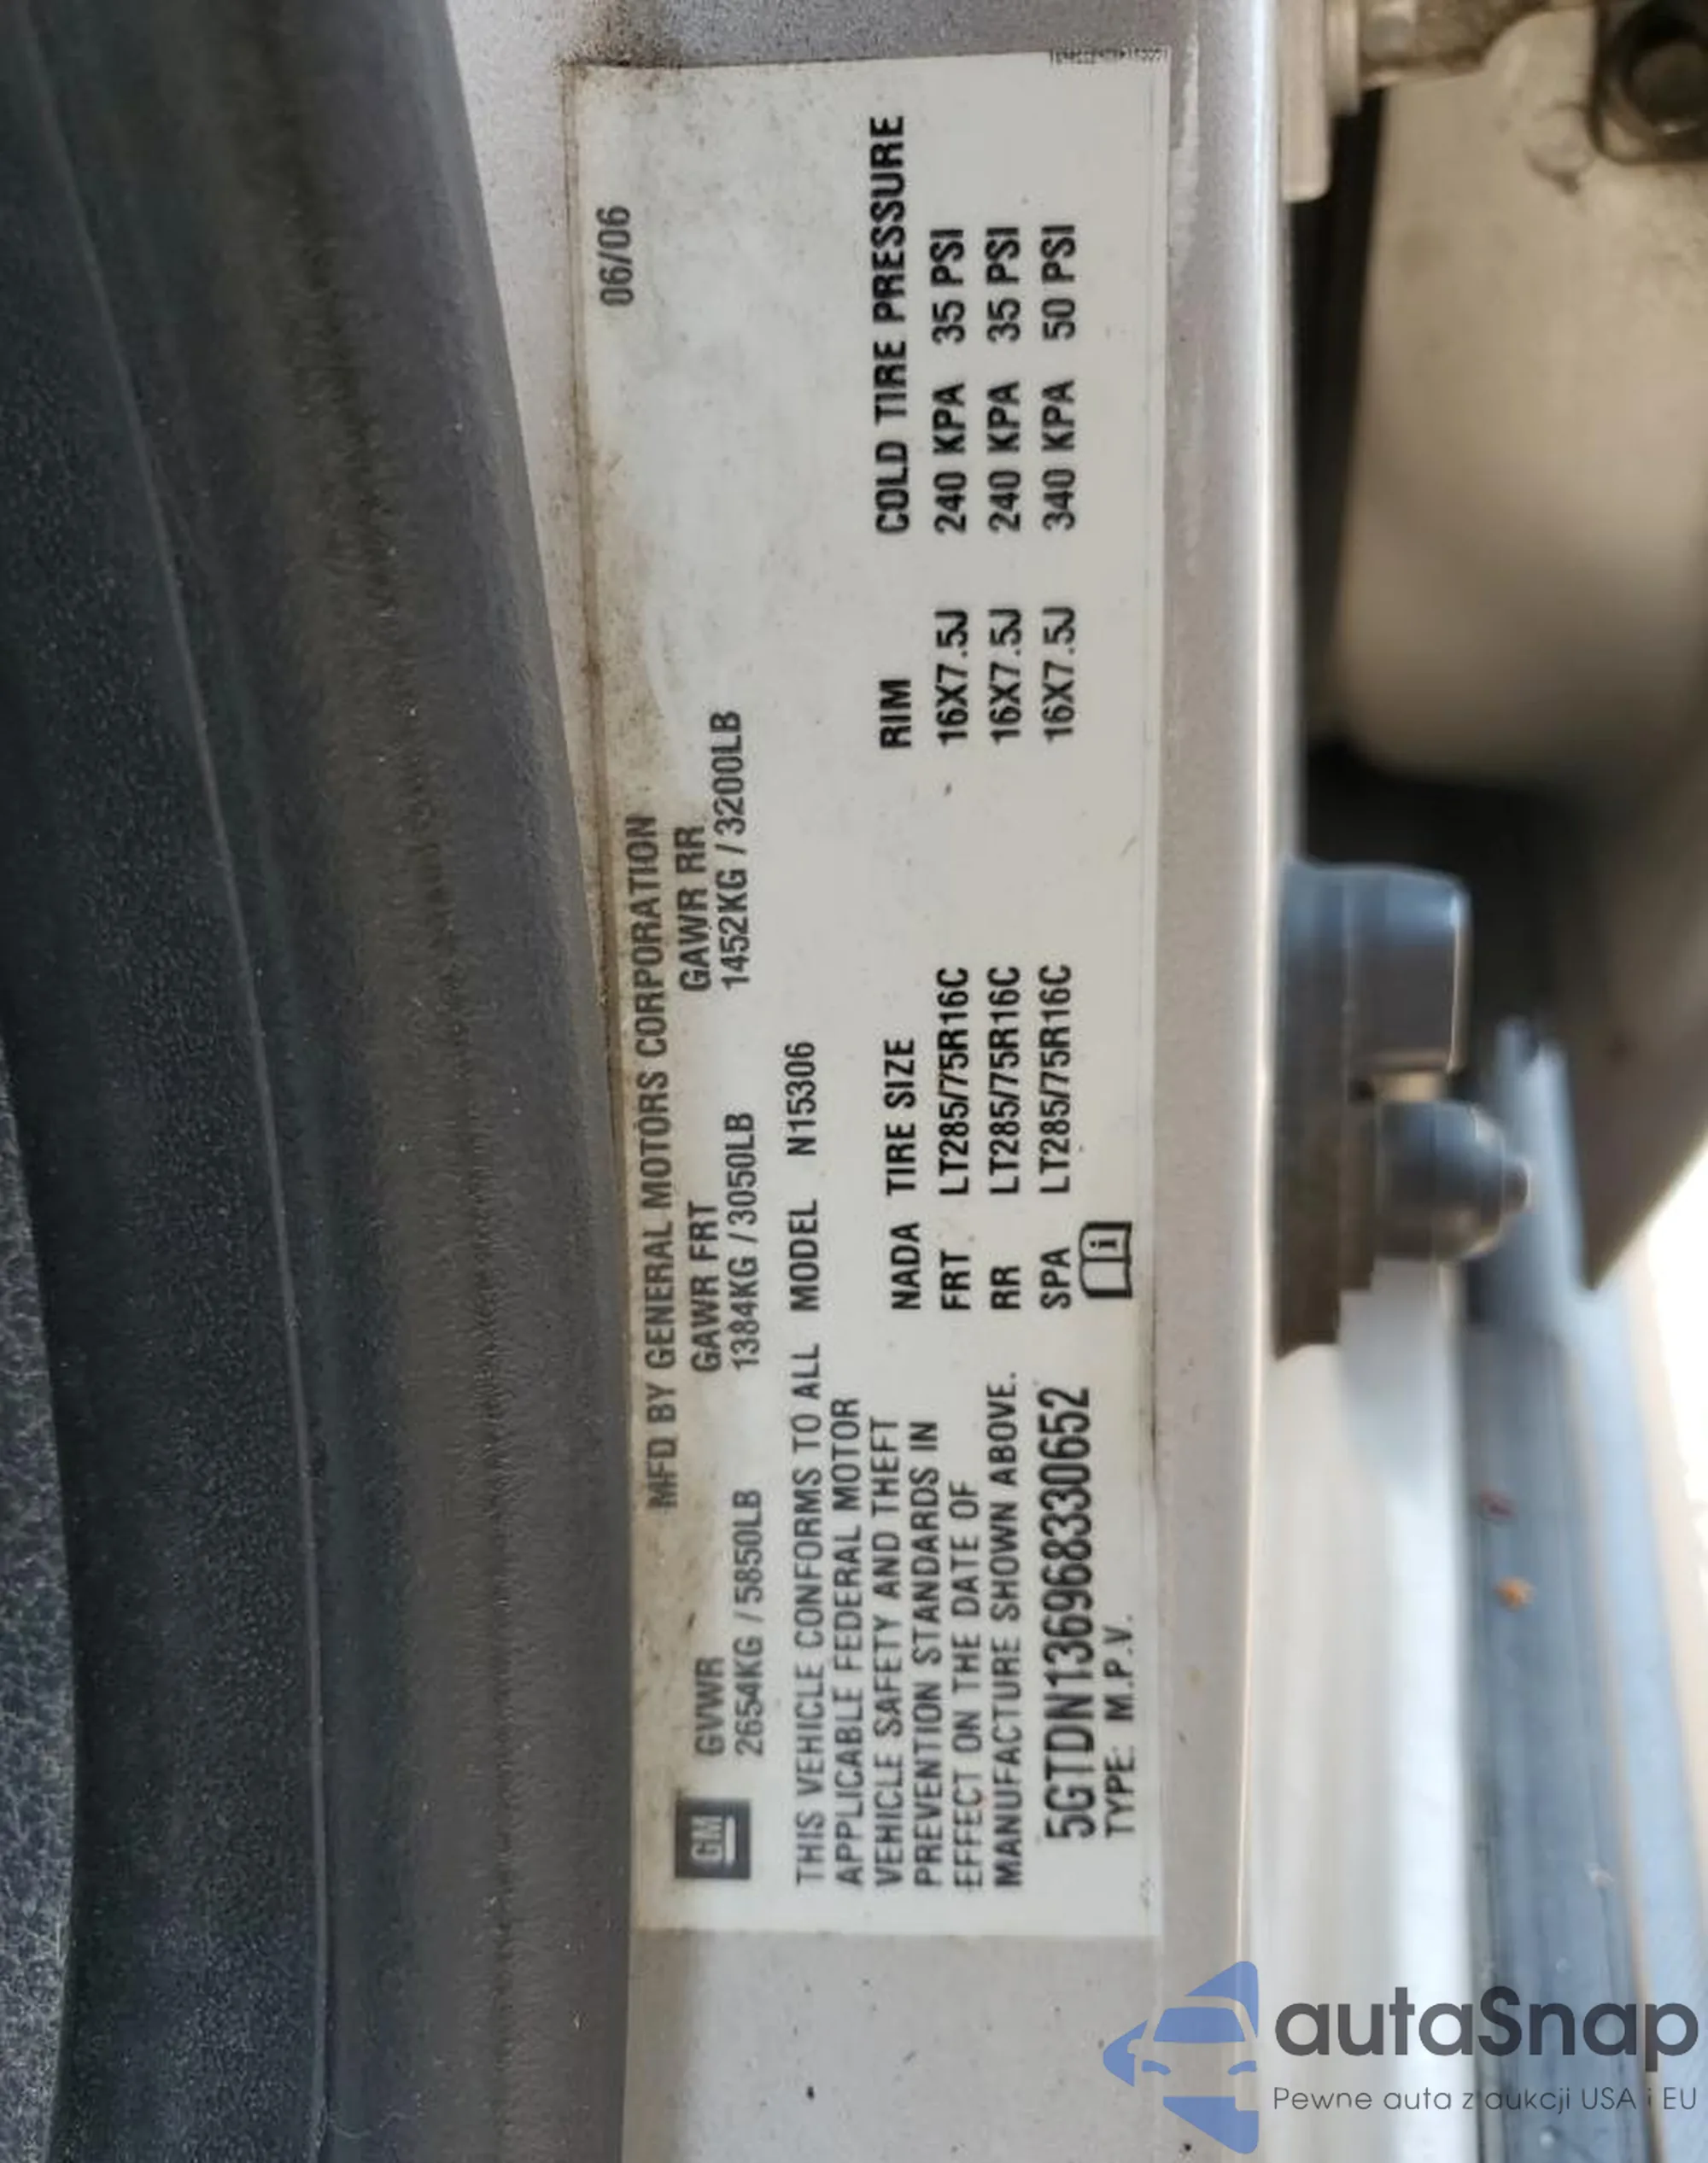 MFD BY GENERAL MOTORS CORPORATION 06/06
GM
GVWR GAWR FRT GAWR RR
2654KG / 5850LB 1384KG / 3050LB 1452KG / 3200LB
THIS VEHICLE CONFORMS TO ALL MODEL N15306
APPLICABLE FEDERAL MOTOR
VEHICLE SAFETY AND THEFT
PREVENTION STANDARDS IN
EFFECT ON THE DATE OF
MANUFACTURE SHOWN ABOVE.
NADA TIRE SIZE RIM COLD TIRE PRESSURE
FRT LT285/75R16C 16X7.5J 240 KPA 35 PSI
RR LT285/75R16C 16X7.5J 240 KPA 35 PSI
SPA LT285/75R16C 16X7.5J 340 KPA 50 PSI
5GTDN136968330652
TYPE: M.P.V.
autaSnap
Pewne auta z aukcji USA i EU